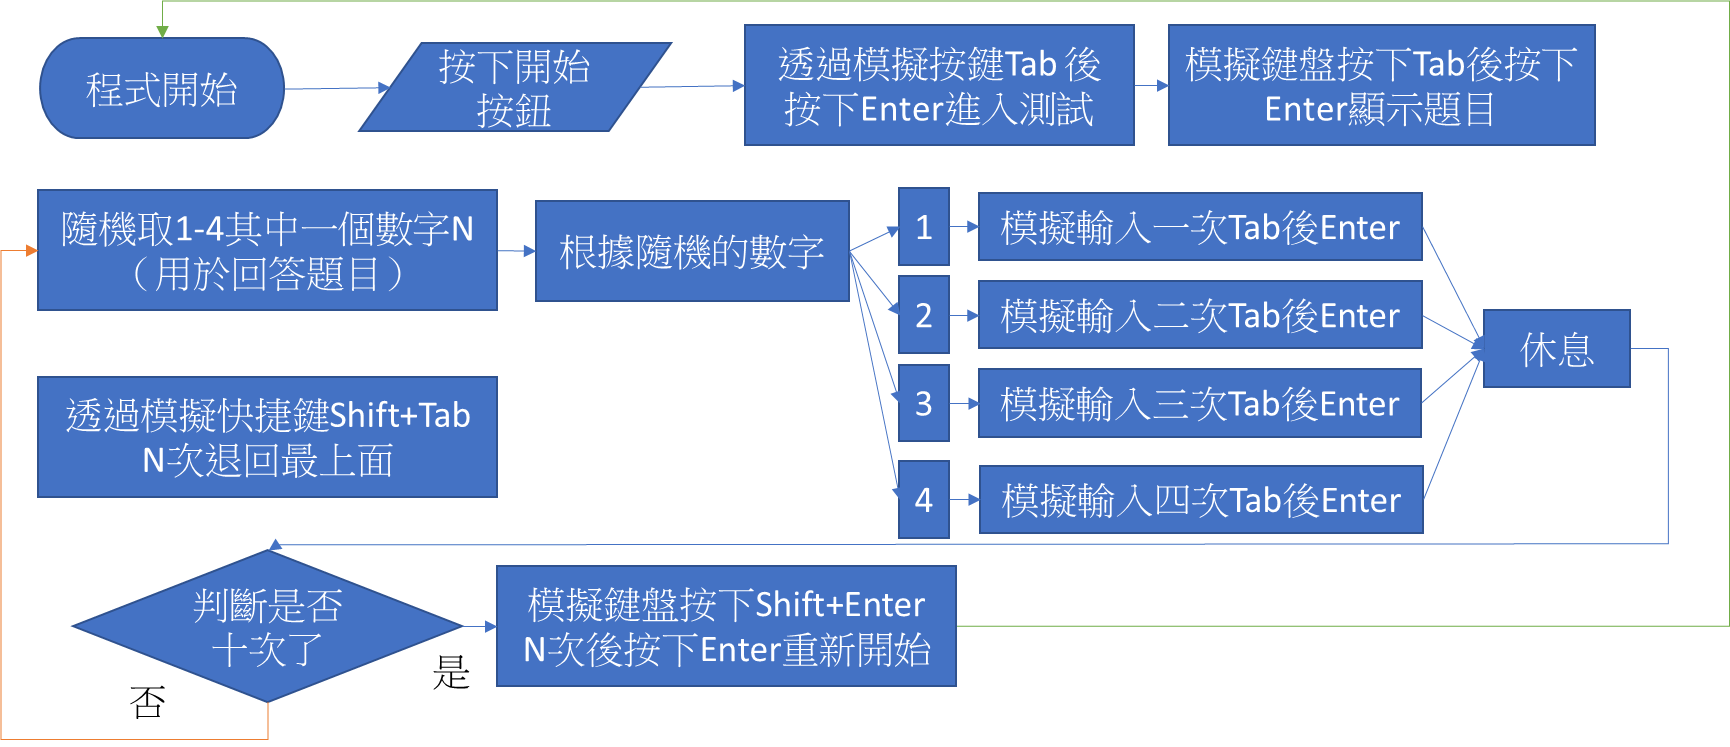 程式開始
按下開始
按鈕
透過模擬按鍵Tab 後
按下Enter進入測試
模擬鍵盤按下Tab後按下
Enter顯示題目
隨機取1-4其中一個數字N
（用於回答題目）
根據隨機的數字
1
模擬輸入一次Tab後Enter
2
模擬輸入二次Tab後Enter
3
模擬輸入三次Tab後Enter
4
模擬輸入四次Tab後Enter
休息
透過模擬快捷鍵Shift+Tab
N次退回最上面
判斷是否
十次了
是
否
模擬鍵盤按下Shift+Enter
N次後按下Enter重新開始